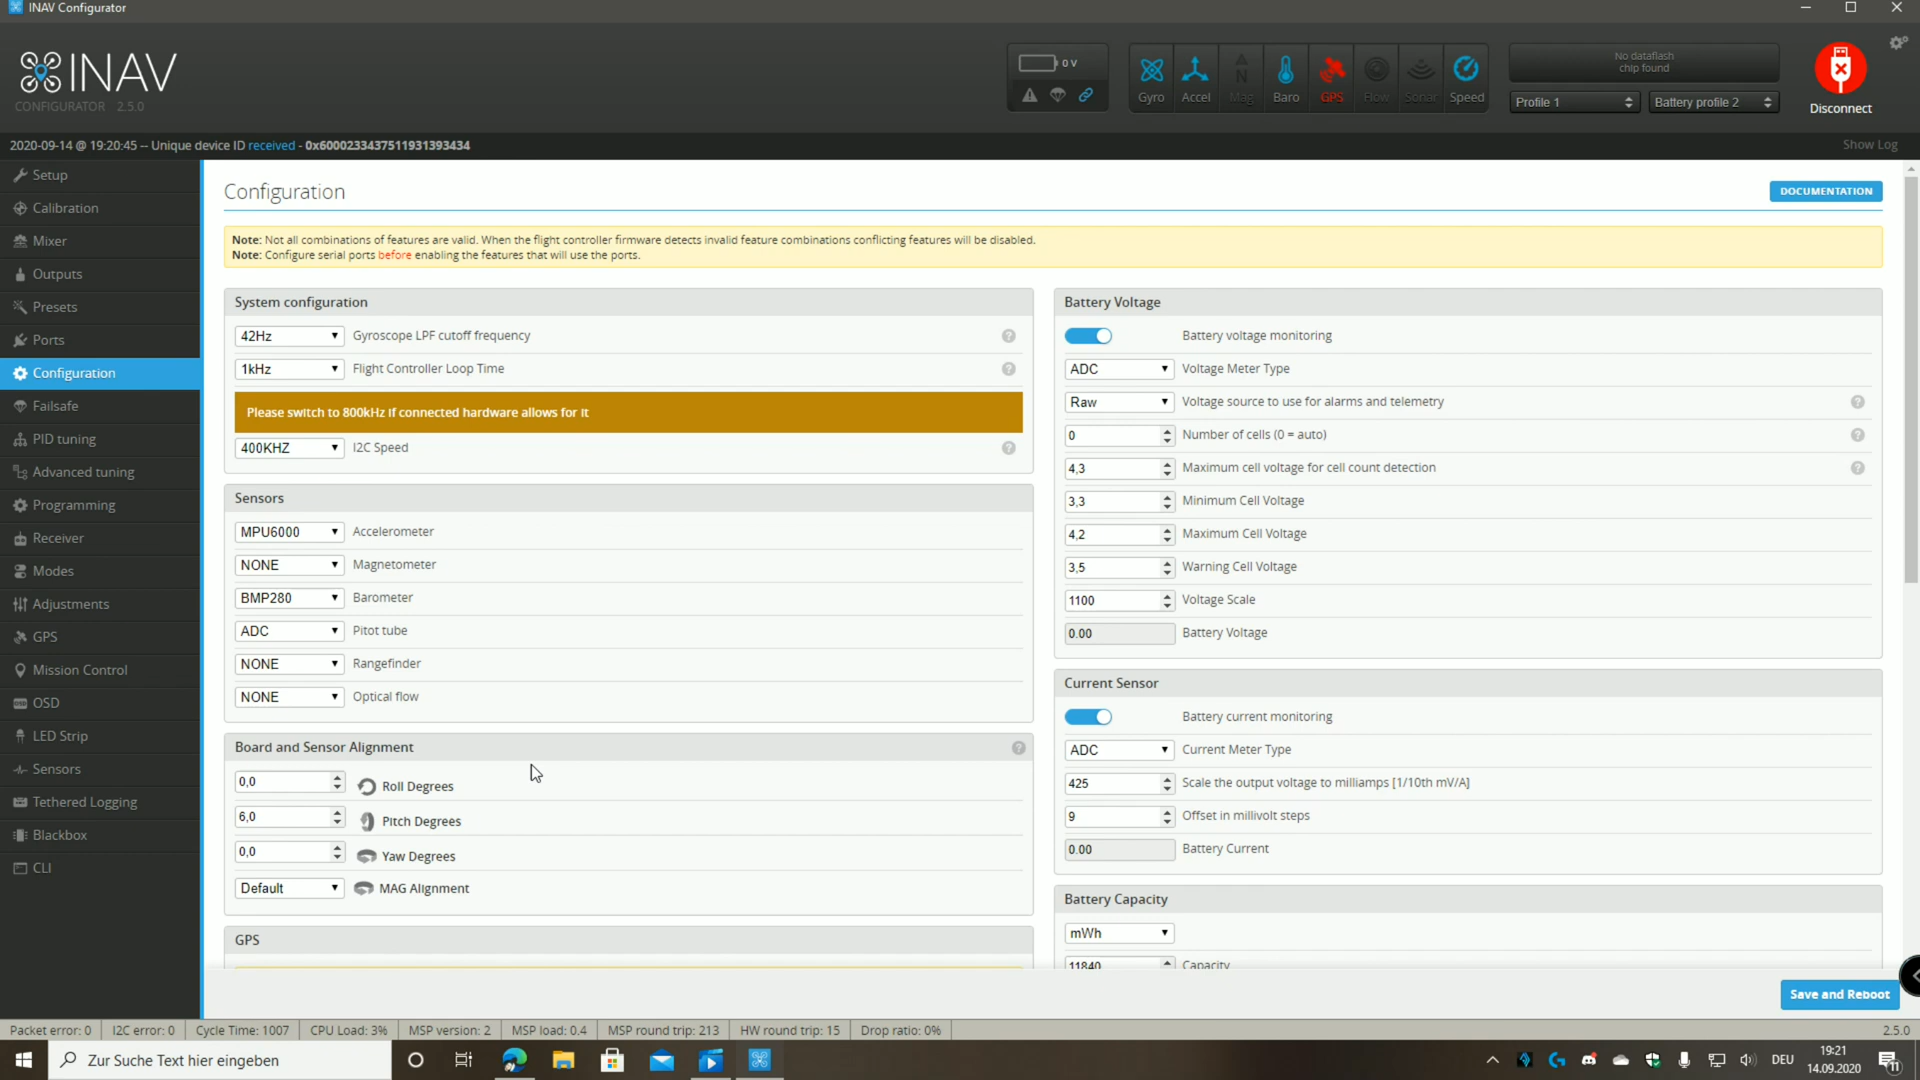 INAV Configurator
INAV
CONFIGURATOR 2.5.0
0 V
Gyro
Accel
Mag
Baro
GPS
Flow
Sonar
Speed
No dataflash
chip found
Profile 1
Battery profile 2
Disconnect
2020-09-14 @ 19:20:45 -- Unique device ID received - 0x6000233437511931393434
Show Log
Setup
Calibration
Mixer
Outputs
Presets
Ports
Configuration
Failsafe
PID tuning
Advanced tuning
Programming
Receiver
Modes
Adjustments
GPS
Mission Control
OSD
LED Strip
Sensors
Tethered Logging
Blackbox
CLI
Configuration
DOCUMENTATION
Note: Not all combinations of features are valid. When the flight controller firmware detects invalid feature combinations conflicting features will be disabled.
Note: Configure serial ports before enabling the features that will use the ports.
System configuration
42Hz Gyroscope LPF cutoff frequency
1kHz Flight Controller Loop Time
Please switch to 800kHz if connected hardware allows for it
400KHZ I2C Speed
Sensors
MPU6000 Accelerometer
NONE Magnetometer
BMP280 Barometer
ADC Pitot tube
NONE Rangefinder
NONE Optical flow
Board and Sensor Alignment
0,0 Roll Degrees
6,0 Pitch Degrees
0,0 Yaw Degrees
Default MAG Alignment
GPS
Battery Voltage
Battery voltage monitoring
ADC Voltage Meter Type
Raw Voltage source to use for alarms and telemetry
0 Number of cells (0 = auto)
4,3 Maximum cell voltage for cell count detection
3,3 Minimum Cell Voltage
4,2 Maximum Cell Voltage
3,5 Warning Cell Voltage
1100 Voltage Scale
0.00 Battery Voltage
Current Sensor
Battery current monitoring
ADC Current Meter Type
425 Scale the output voltage to milliamps [1/10th mV/A]
9 Offset in millivolt steps
0.00 Battery Current
Battery Capacity
mWh
11840 Capacity
Save and Reboot
Packet error: 0 I2C error: 0 Cycle Time: 1007 CPU Load: 3% MSP version: 2 MSP load: 0.4 MSP round trip: 213 HW round trip: 15 Drop ratio: 0% 2.5.0
Zur Suche Text hier eingeben
DEU
19:21
14.09.2020
11